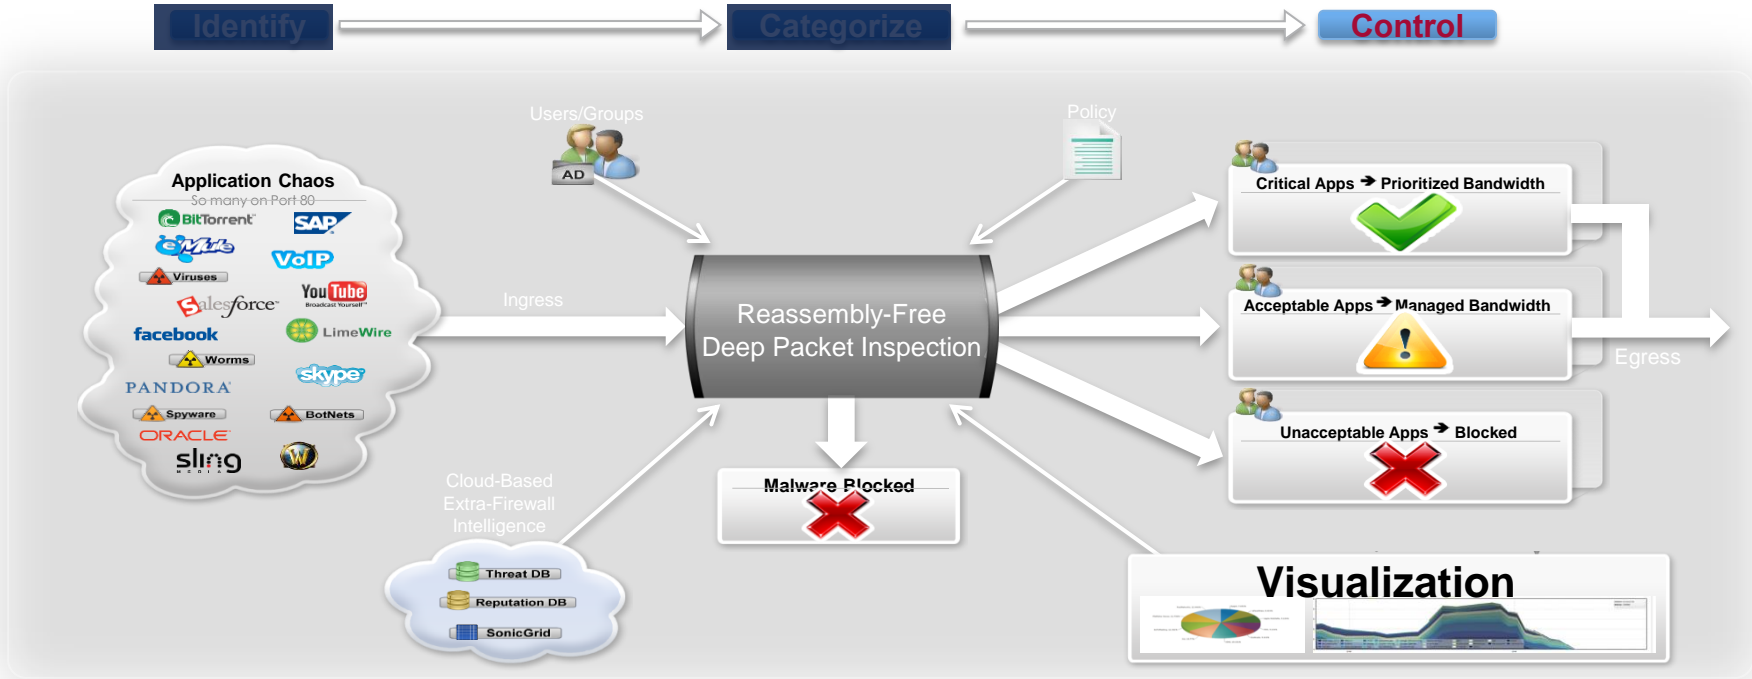 Identify
Categorize
Control
Users/Groups
AD
Policy
Application Chaos
So many on Port 80
BitTorrent
SAP
eMule
VoIP
Viruses
Salesforce
YouTube
Broadcast Yourself
facebook
LimeWire
Worms
skype
PANDORA
Spyware
BotNets
ORACLE
sling
MEDIA
W
Ingress
Reassembly-Free
Deep Packet Inspection
Critical Apps ➔ Prioritized Bandwidth
Acceptable Apps ➔ Managed Bandwidth
Unacceptable Apps ➔ Blocked
Egress
Malware Blocked
Cloud-Based
Extra-Firewall
Intelligence
Threat DB
Reputation DB
SonicGrid
Visualization